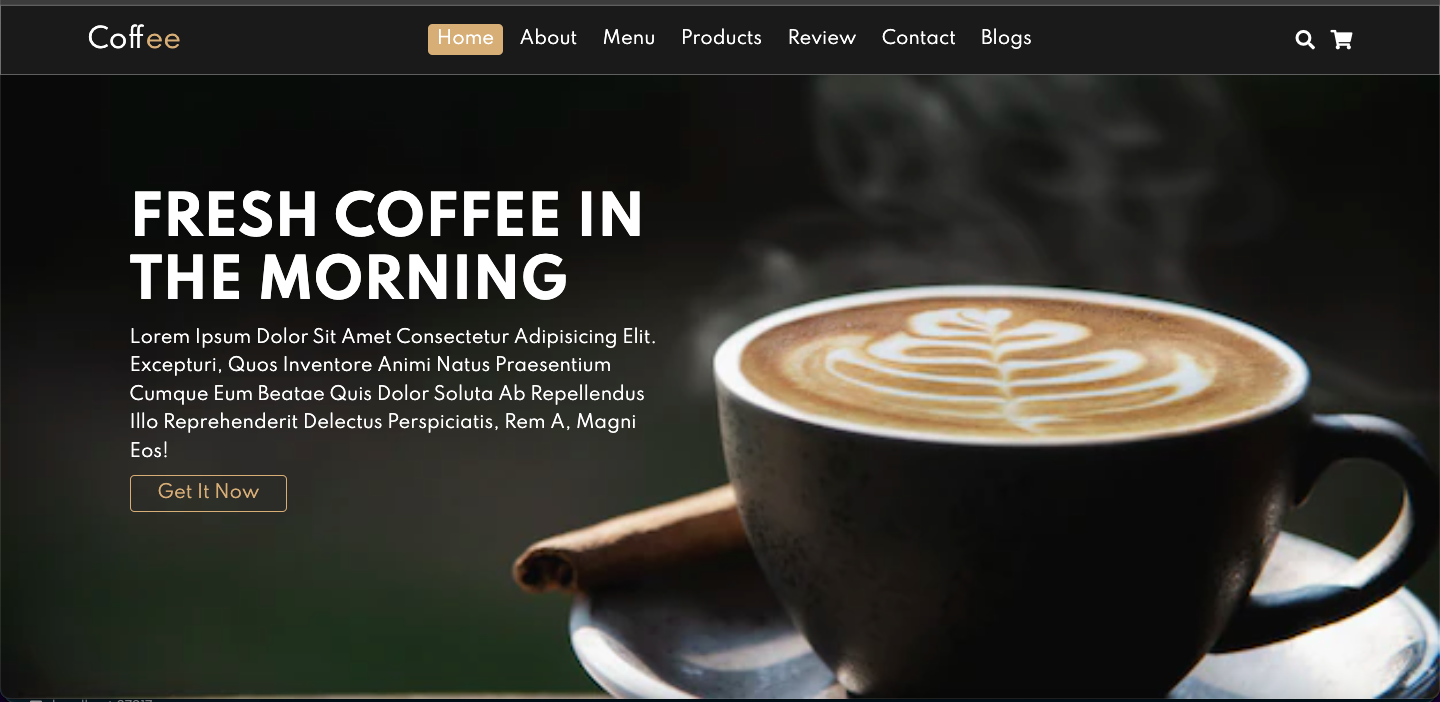 Coffee
Home About Menu Products Review Contact Blogs
FRESH COFFEE IN
THE MORNING
Lorem Ipsum Dolor Sit Amet Consectetur Adipisicing Elit.
Excepturi, Quos Inventore Animi Natus Praesentium
Cumque Eum Beatae Quis Dolor Soluta Ab Repellendus
Illo Reprehenderit Delectus Perspiciatis, Rem A, Magni
Eos!
Get It Now